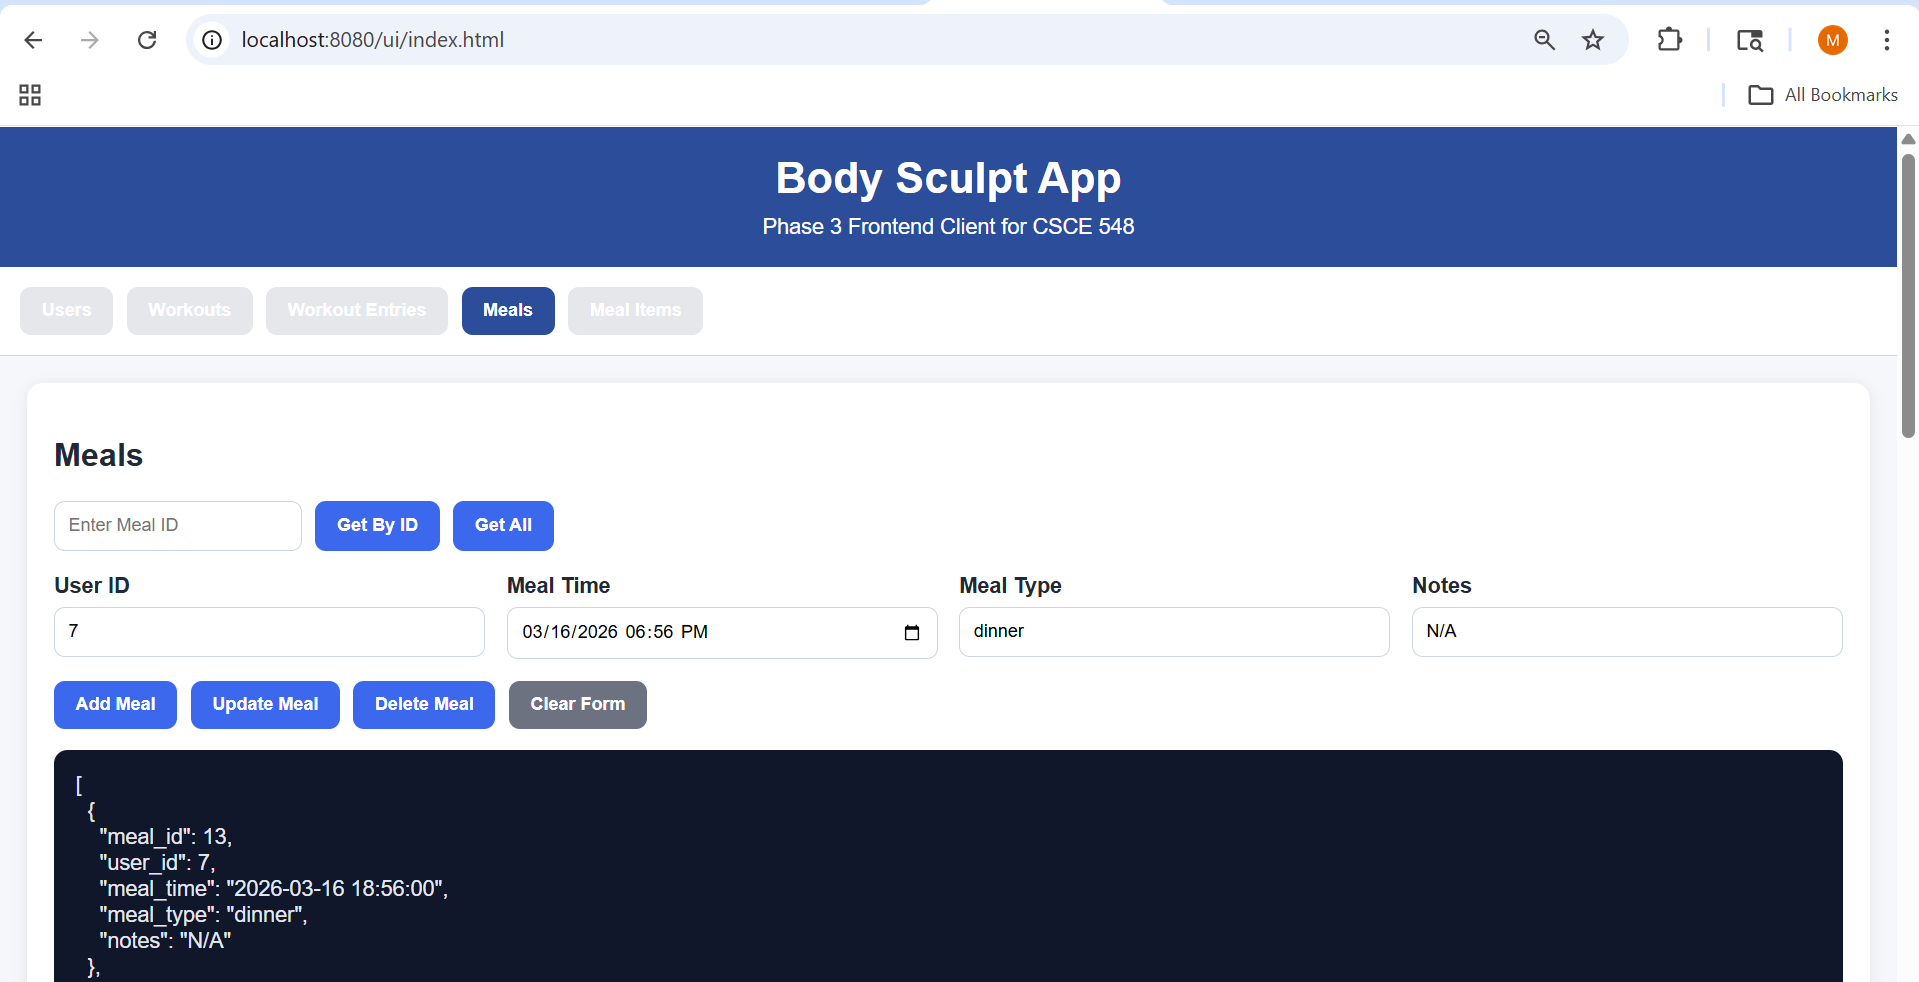 localhost:8080/ui/index.html
M
All Bookmarks
Body Sculpt App
Phase 3 Frontend Client for CSCE 548
Users Workouts Workout Entries Meals Meal Items
Meals
Enter Meal ID Get By ID Get All
User ID Meal Time Meal Type Notes
7 03/16/2026 06:56 PM dinner N/A
Add Meal Update Meal Delete Meal Clear Form
[
{
"meal_id": 13,
"user_id": 7,
"meal_time": "2026-03-16 18:56:00",
"meal_type": "dinner",
"notes": "N/A"
},